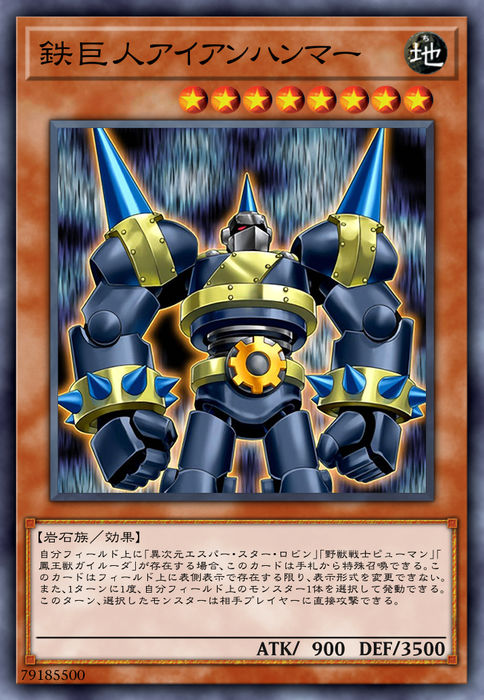 鉄巨人アイアンハンマー
ち
地
【岩石族／効果】
自分フィールド上に「異次元エスパー・スター・ロビン」「野獣戦士ピューマン」「
鳳王獣ガイルーダ」が存在する場合、このカードは手札から特殊召喚できる。こ
のカードはフィールド上に表側表示で存在する限り、表示形式を変更できない。
また、1ターンに1度、自分フィールド上のモンスター1体を選択して発動できる。
このターン、選択したモンスターは相手プレイヤーに直接攻撃できる。
ATK/ 900 DEF/3500
79185500